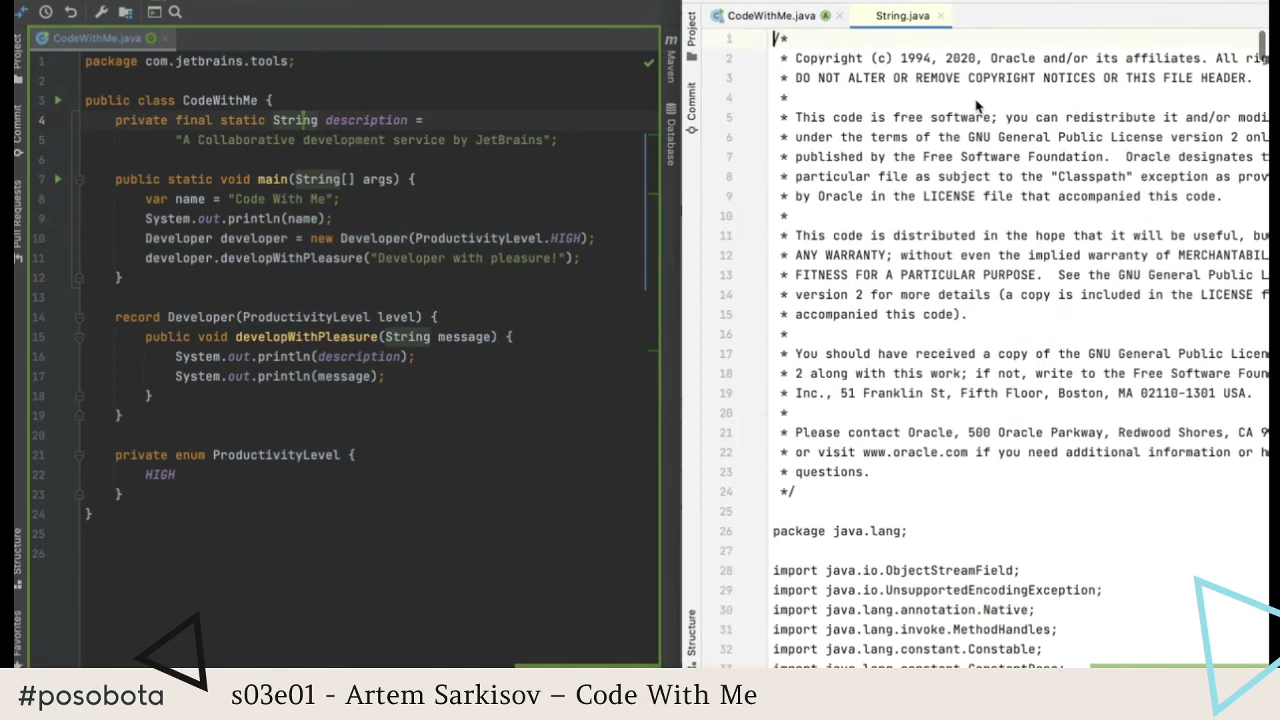 CodeWithMe.java
Project
Commit
Pull Requests
Structure
Favorites
1 package com.jetbrains.tools;
2
3 public class CodeWithMe {
4 private final static String description =
5 "A Collaborative development service by JetBrains";
6
7 public static void main(String[] args) {
8 var name = "Code With Me";
9 System.out.println(name);
10 Developer developer = new Developer(ProductivityLevel.HIGH);
11 developer.developWithPleasure("Developer with pleasure!");
12 }
13
14 record Developer(ProductivityLevel level) {
15 public void developWithPleasure(String message) {
16 System.out.println(description);
17 System.out.println(message);
18 }
19 }
20
21 private enum ProductivityLevel {
22 HIGH
23 }
24 }
25
26
m Maven
Database
CodeWithMe.java
String.java
Project
Commit
Structure
1 /*
2 * Copyright (c) 1994, 2020, Oracle and/or its affiliates. All rig
3 * DO NOT ALTER OR REMOVE COPYRIGHT NOTICES OR THIS FILE HEADER.
4 *
5 * This code is free software; you can redistribute it and/or modi
6 * under the terms of the GNU General Public License version 2 onl
7 * published by the Free Software Foundation. Oracle designates t
8 * particular file as subject to the "Classpath" exception as prov
9 * by Oracle in the LICENSE file that accompanied this code.
10 *
11 * This code is distributed in the hope that it will be useful, bu
12 * ANY WARRANTY; without even the implied warranty of MERCHANTABIL
13 * FITNESS FOR A PARTICULAR PURPOSE. See the GNU General Public L
14 * version 2 for more details (a copy is included in the LICENSE f
15 * accompanied this code).
16 *
17 * You should have received a copy of the GNU General Public Licen
18 * 2 along with this work; if not, write to the Free Software Foun
19 * Inc., 51 Franklin St, Fifth Floor, Boston, MA 02110-1301 USA.
20 *
21 * Please contact Oracle, 500 Oracle Parkway, Redwood Shores, CA 9
22 * or visit www.oracle.com if you need additional information or h
23 * questions.
24 */
25
26 package java.lang;
27
28 import java.io.ObjectStreamField;
29 import java.io.UnsupportedEncodingException;
30 import java.lang.annotation.Native;
31 import java.lang.invoke.MethodHandles;
32 import java.lang.constant.Constable;
#posobota
s03e01 - Artem Sarkisov – Code With Me